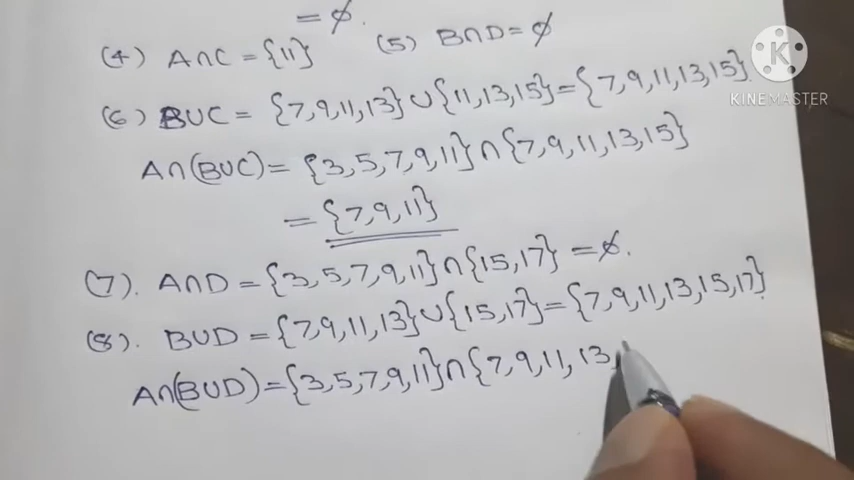 = ∅.
(4) A∩C = {11} (5) B∩D = ∅
(6) B∪C = {7,9,11,13} ∪ {11,13,15} = {7,9,11,13,15}
A∩(B∪C) = {3,5,7,9,11} ∩ {7,9,11,13,15}
= {7,9,11}
(7). A∩D = {3,5,7,9,11} ∩ {15,17} = ∅.
(8). B∪D = {7,9,11,13} ∪ {15,17} = {7,9,11,13,15,17}.
A∩(B∪D) = {3,5,7,9,11} ∩ {7,9,11,13,
K
KINEMASTER